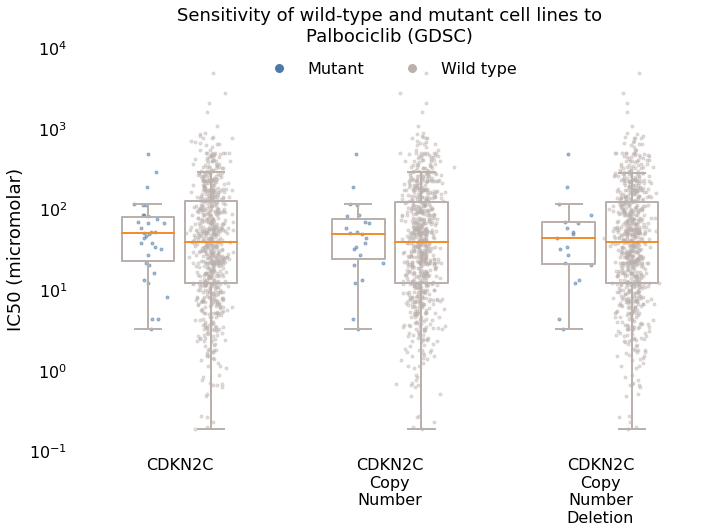 Sensitivity of wild-type and mutant cell lines to
Palbociclib (GDSC)
Mutant
Wild type
IC50 (micromolar)
10⁴
10³
10²
10¹
10⁰
10⁻¹
CDKN2C
CDKN2C
Copy
Number
CDKN2C
Copy
Number
Deletion